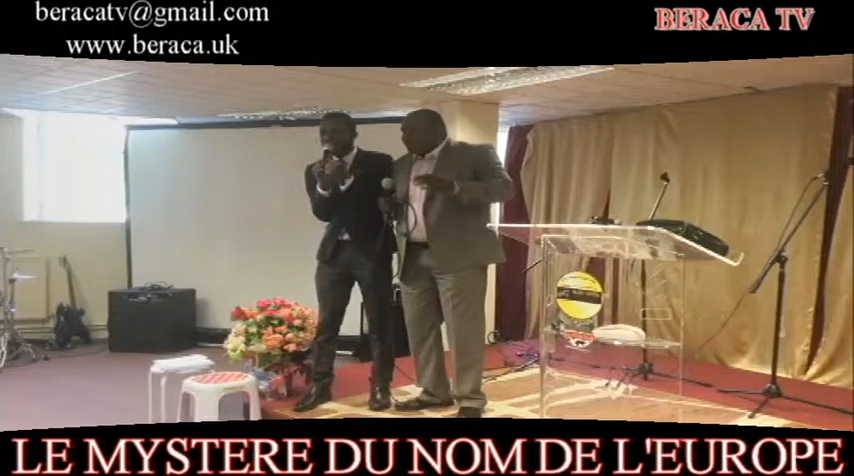 beracatv@gmail.com
www.beraca.uk
BERACA TV
LE MYSTERE DU NOM DE L'EUROPE